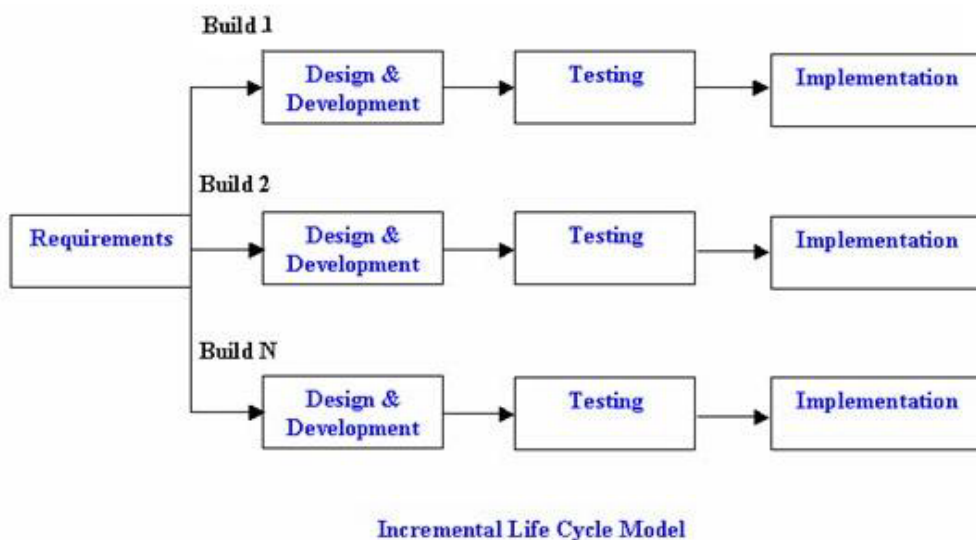 Build 1
Design &
Development
Testing
Implementation
Build 2
Requirements
Design &
Development
Testing
Implementation
Build N
Design &
Development
Testing
Implementation
Incremental Life Cycle Model